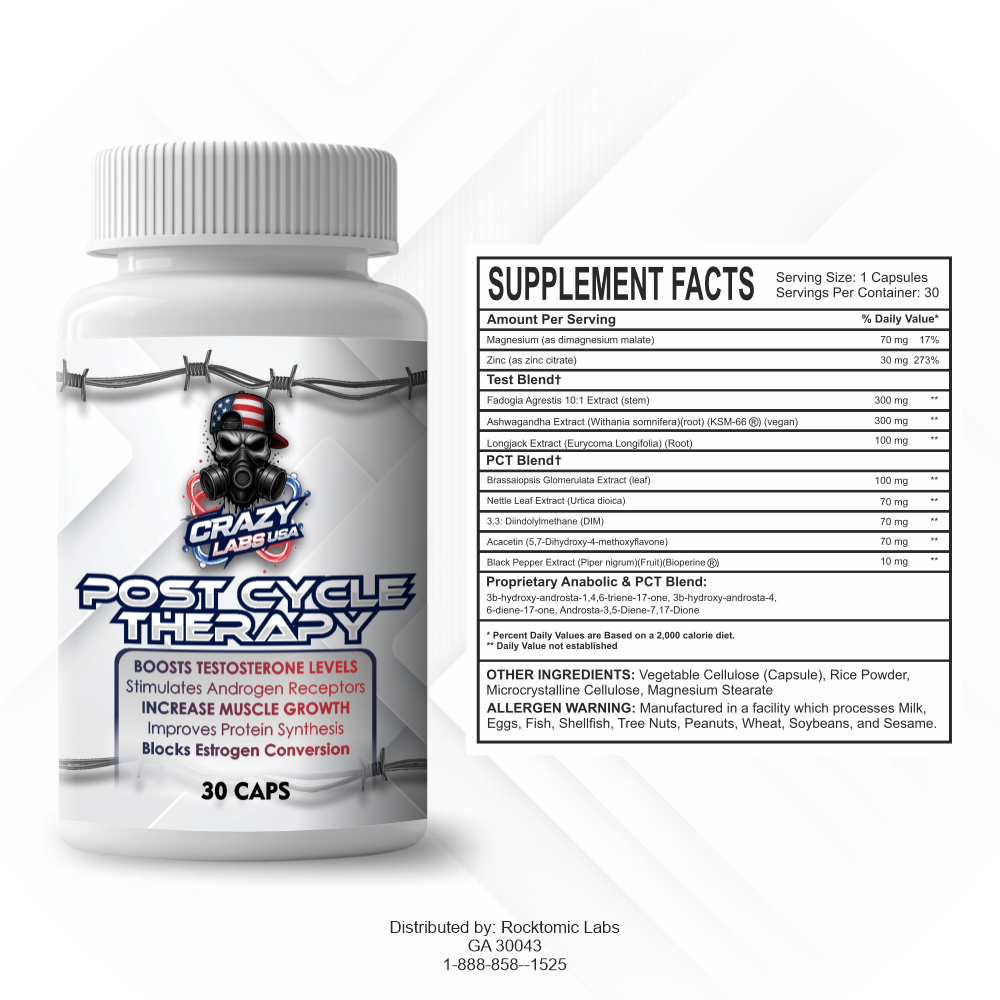 CRAZY
LABS USA
POST CYCLE
THERAPY
BOOSTS TESTOSTERONE LEVELS
Stimulates Androgen Receptors
INCREASE MUSCLE GROWTH
Improves Protein Synthesis
Blocks Estrogen Conversion
30 CAPS
SUPPLEMENT FACTS
Serving Size: 1 Capsules
Servings Per Container: 30
Amount Per Serving % Daily Value*
Magnesium (as dimagnesium malate) 70 mg 17%
Zinc (as zinc citrate) 30 mg 273%
Test Blend†
Fadogia Agrestis 10:1 Extract (stem) 300 mg **
Ashwagandha Extract (Withania somnifera)(root) (KSM-66 ®) (vegan) 300 mg **
Longjack Extract (Eurycoma Longifolia) (Root) 100 mg **
PCT Blend†
Brassaiopsis Glomerulata Extract (leaf) 100 mg **
Nettle Leaf Extract (Urtica dioica) 70 mg **
3.3: Diindolylmethane (DIM) 70 mg **
Acacetin (5,7-Dihydroxy-4-methoxyflavone) 70 mg **
Black Pepper Extract (Piper nigrum)(Fruit)(Bioperine ®) 10 mg **
Proprietary Anabolic & PCT Blend:
3b-hydroxy-androsta-1,4,6-triene-17-one, 3b-hydroxy-androsta-4,
6-diene-17-one, Androsta-3,5-Diene-7,17-Dione
* Percent Daily Values are Based on a 2,000 calorie diet.
** Daily Value not established
OTHER INGREDIENTS: Vegetable Cellulose (Capsule), Rice Powder,
Microcrystalline Cellulose, Magnesium Stearate
ALLERGEN WARNING: Manufactured in a facility which processes Milk,
Eggs, Fish, Shellfish, Tree Nuts, Peanuts, Wheat, Soybeans, and Sesame.
Distributed by: Rocktomic Labs
GA 30043
1-888-858--1525